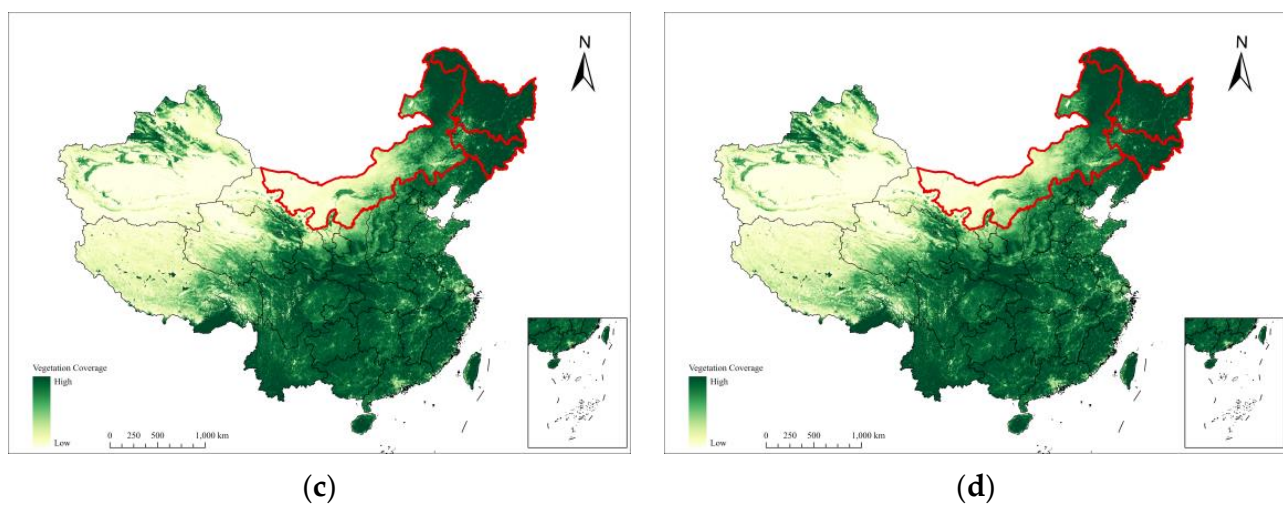 N
Vegetation Coverage
High
Low
0 250 500 1,000 km
(c)
N
Vegetation Coverage
High
Low
0 250 500 1,000 km
(d)